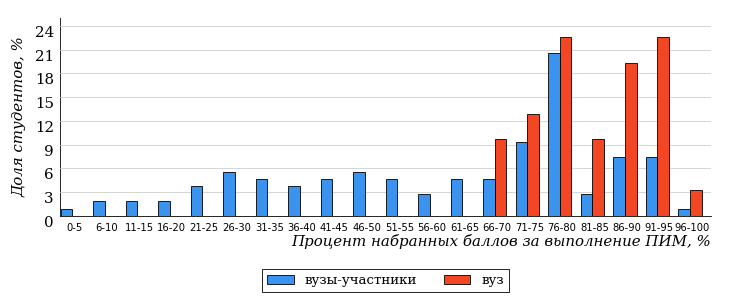 Доля студентов, %
24
21
18
15
12
9
6
3
0
0-5 6-10 11-15 16-20 21-25 26-30 31-35 36-40 41-45 46-50 51-55 56-60 61-65 66-70 71-75 76-80 81-85 86-90 91-95 96-100
Процент набранных баллов за выполнение ПИМ, %
вузы-участники вуз